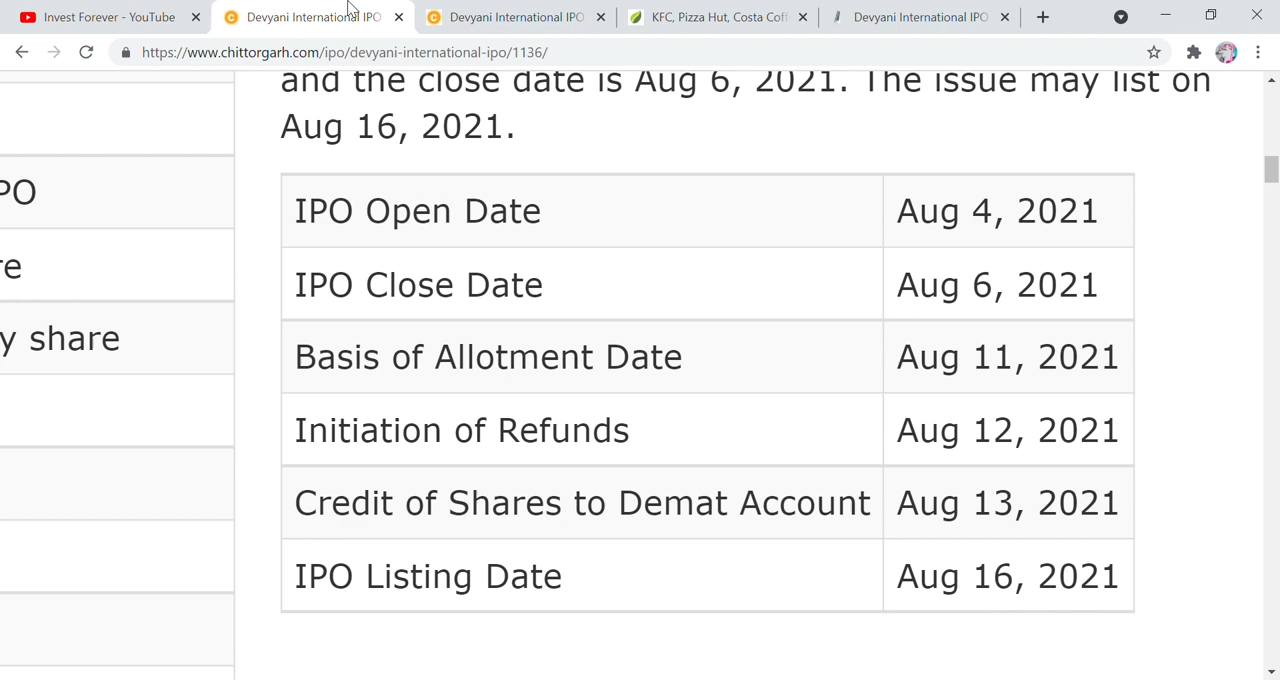 Invest Forever - YouTube
Devyani International IPO
Devyani International IPO
KFC, Pizza Hut, Costa Coff
Devyani International IPO
https://www.chittorgarh.com/ipo/devyani-international-ipo/1136/
and the close date is Aug 6, 2021. The issue may list on
Aug 16, 2021.
PO
re
y share
IPO Open Date Aug 4, 2021
IPO Close Date Aug 6, 2021
Basis of Allotment Date Aug 11, 2021
Initiation of Refunds Aug 12, 2021
Credit of Shares to Demat Account Aug 13, 2021
IPO Listing Date Aug 16, 2021